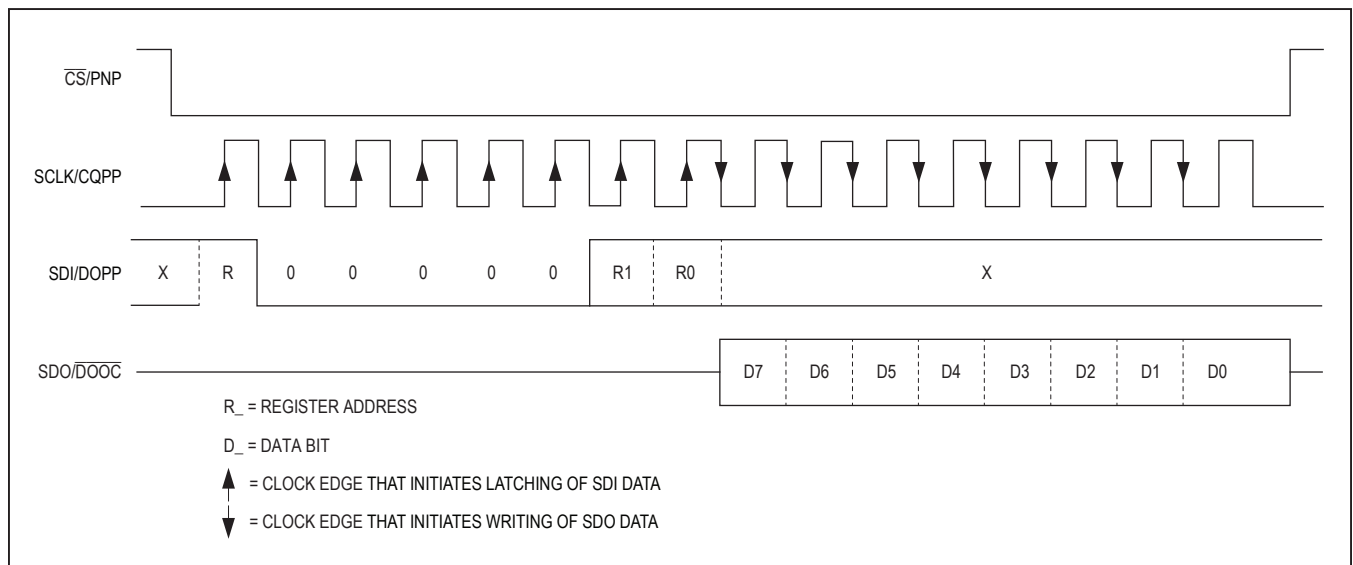 CS/PNP
SCLK/CQPP
SDI/DOPP X R 0 0 0 0 0 R1 R0 X
SDO/DOOC D7 D6 D5 D4 D3 D2 D1 D0
R_ = REGISTER ADDRESS
D_ = DATA BIT
= CLOCK EDGE THAT INITIATES LATCHING OF SDI DATA
= CLOCK EDGE THAT INITIATES WRITING OF SDO DATA